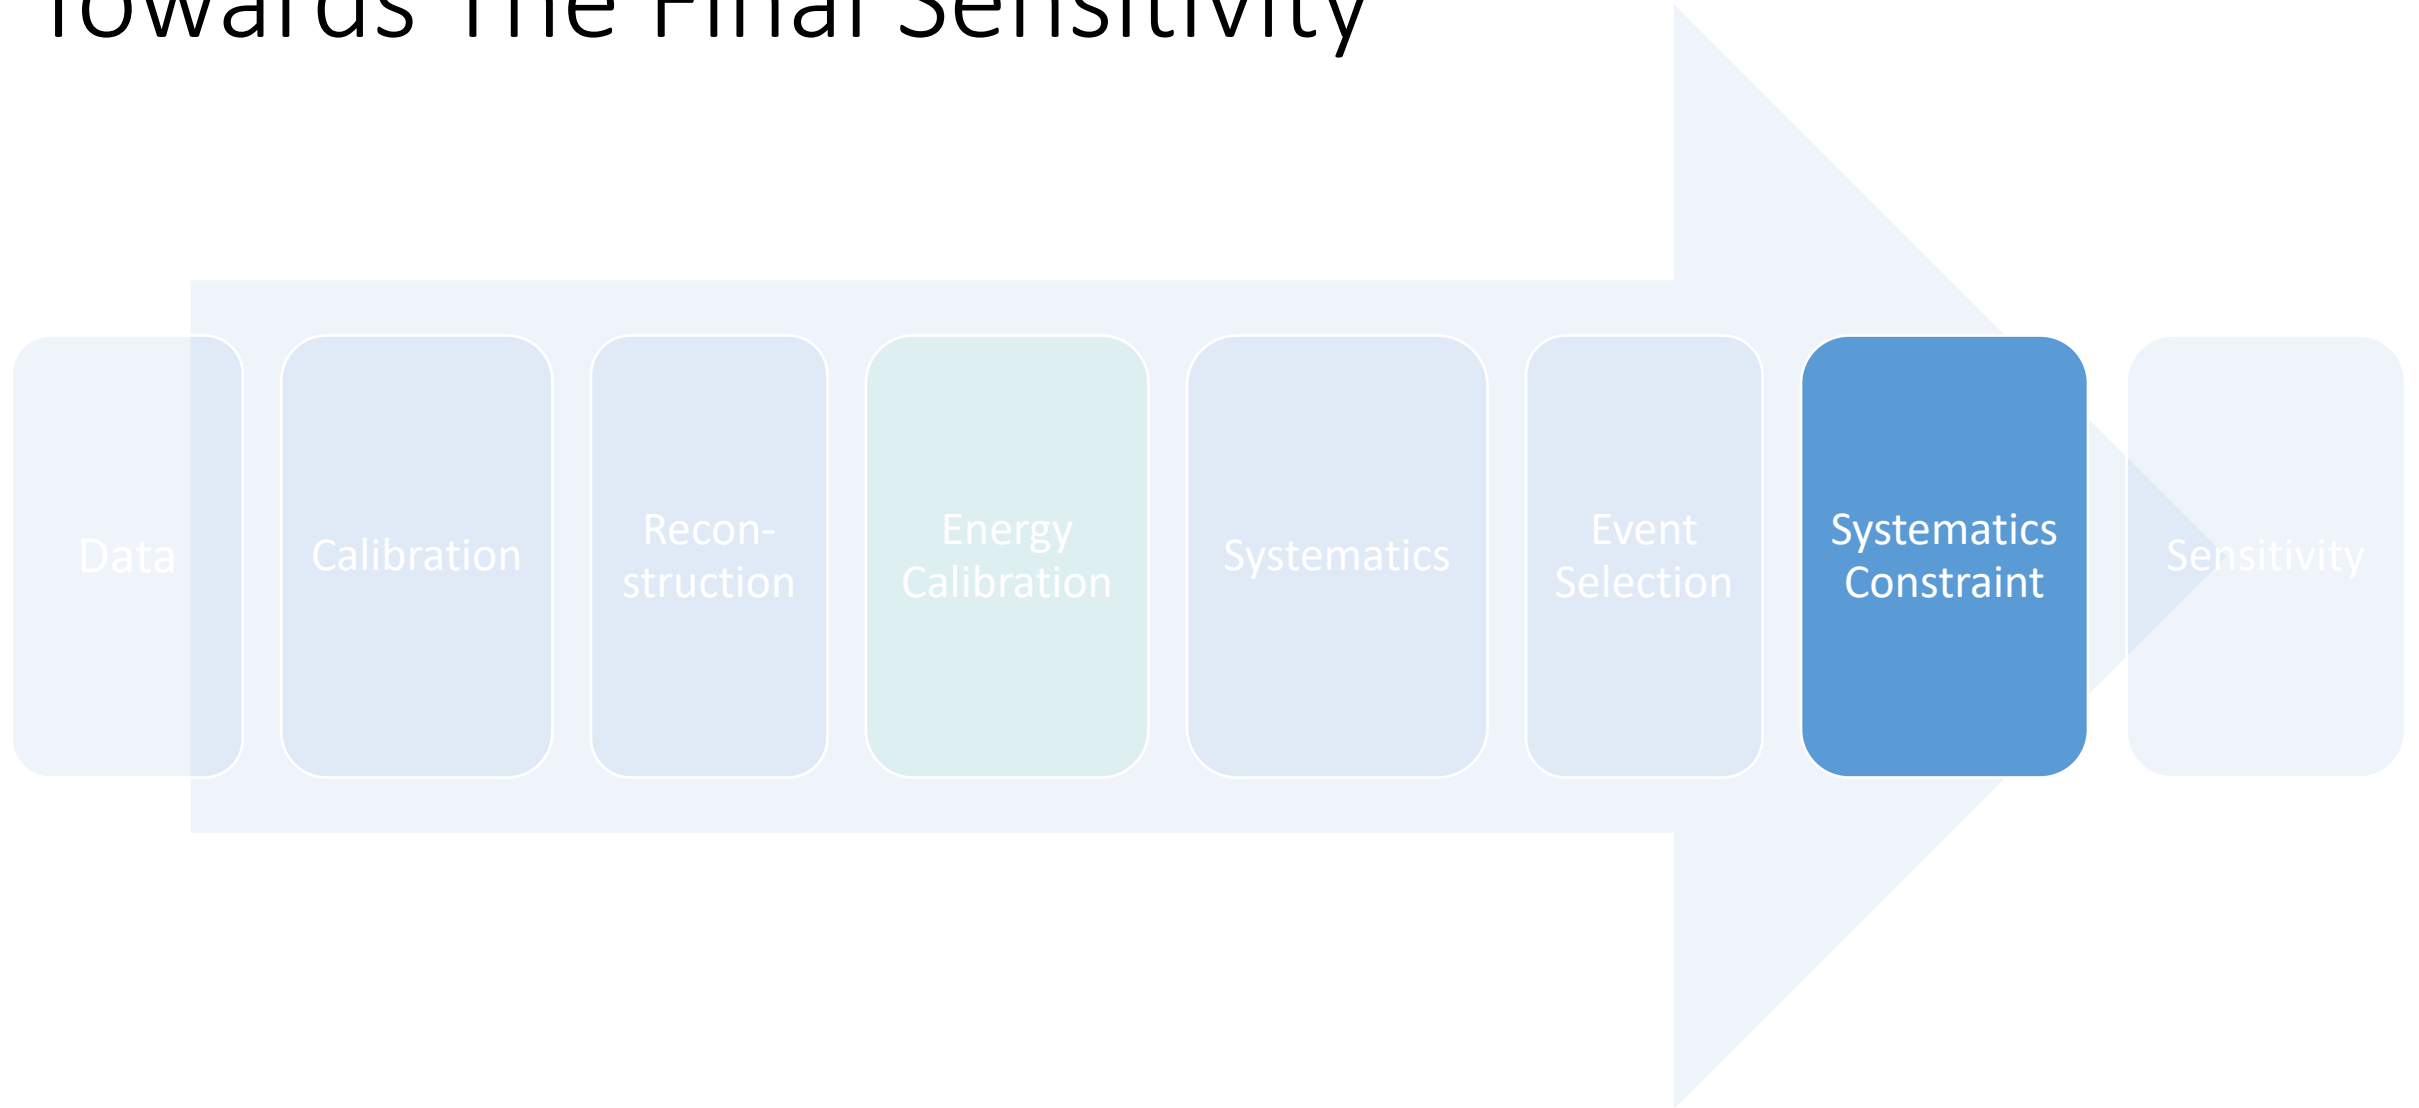 Towards The Final Sensitivity
Data
Calibration
Recon-
struction
Energy
Calibration
Systematics
Event
Selection
Systematics
Constraint
Sensitivity